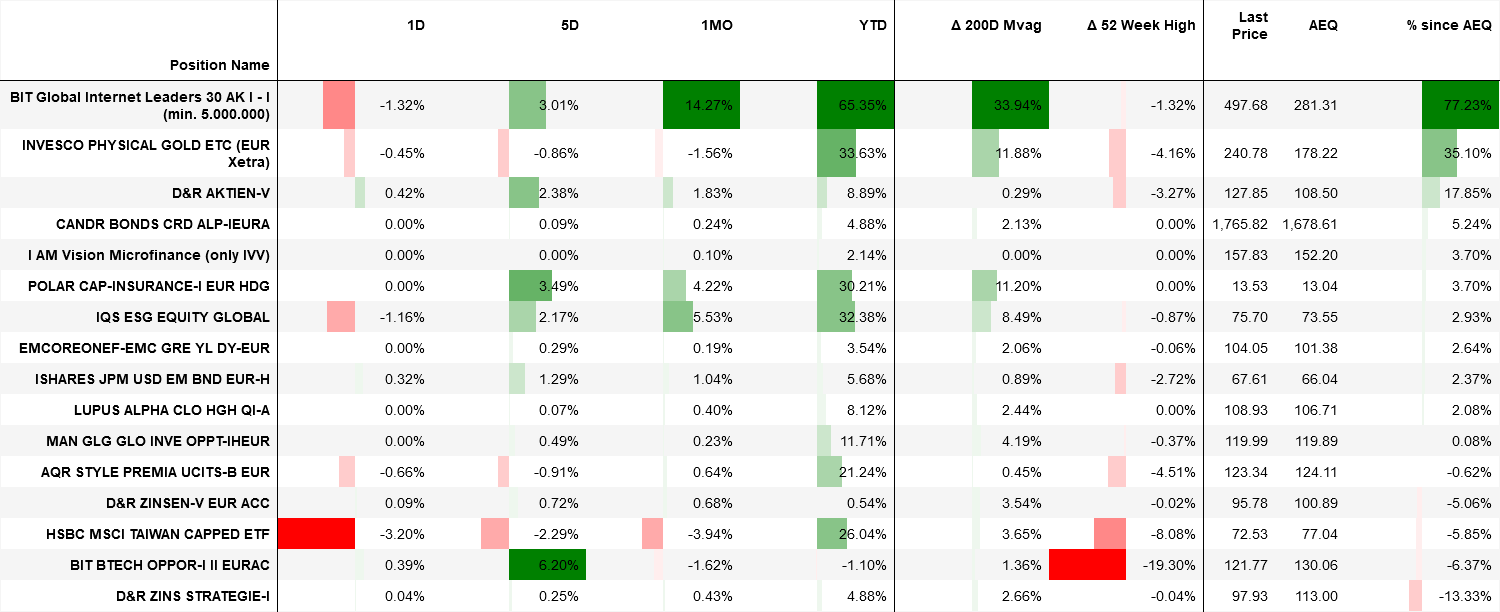 Position Name 1D 5D 1MO YTD Δ 200D Mvag Δ 52 Week High Last Price AEQ % since AEQ
BIT Global Internet Leaders 30 AK I - I
(min. 5.000.000) -1.32% 3.01% 14.27% 65.35% 33.94% -1.32% 497.68 281.31 77.23%
INVESCO PHYSICAL GOLD ETC (EUR
Xetra) -0.45% -0.86% -1.56% 33.63% 11.88% -4.16% 240.78 178.22 35.10%
D&R AKTIEN-V 0.42% 2.38% 1.83% 8.89% 0.29% -3.27% 127.85 108.50 17.85%
CANDR BONDS CRD ALP-IEURA 0.00% 0.09% 0.24% 4.88% 2.13% 0.00% 1,765.82 1,678.61 5.24%
I AM Vision Microfinance (only IVV) 0.00% 0.00% 0.10% 2.14% 0.00% 0.00% 157.83 152.20 3.70%
POLAR CAP-INSURANCE-I EUR HDG 0.00% 3.49% 4.22% 30.21% 11.20% 0.00% 13.53 13.04 3.70%
IQS ESG EQUITY GLOBAL -1.16% 2.17% 5.53% 32.38% 8.49% -0.87% 75.70 73.55 2.93%
EMCOREONEF-EMC GRE YL DY-EUR 0.00% 0.29% 0.19% 3.54% 2.06% -0.06% 104.05 101.38 2.64%
ISHARES JPM USD EM BND EUR-H 0.32% 1.29% 1.04% 5.68% 0.89% -2.72% 67.61 66.04 2.37%
LUPUS ALPHA CLO HGH QI-A 0.00% 0.07% 0.40% 8.12% 2.44% 0.00% 108.93 106.71 2.08%
MAN GLG GLO INVE OPPT-IHEUR 0.00% 0.49% 0.23% 11.71% 4.19% -0.37% 119.99 119.89 0.08%
AQR STYLE PREMIA UCITS-B EUR -0.66% -0.91% 0.64% 21.24% 0.45% -4.51% 123.34 124.11 -0.62%
D&R ZINSEN-V EUR ACC 0.09% 0.72% 0.68% 0.54% 3.54% -0.02% 95.78 100.89 -5.06%
HSBC MSCI TAIWAN CAPPED ETF -3.20% -2.29% -3.94% 26.04% 3.65% -8.08% 72.53 77.04 -5.85%
BIT BTECH OPPOR-I II EURAC 0.39% 6.20% -1.62% -1.10% 1.36% -19.30% 121.77 130.06 -6.37%
D&R ZINS STRATEGIE-I 0.04% 0.25% 0.43% 4.88% 2.66% -0.04% 97.93 113.00 -13.33%